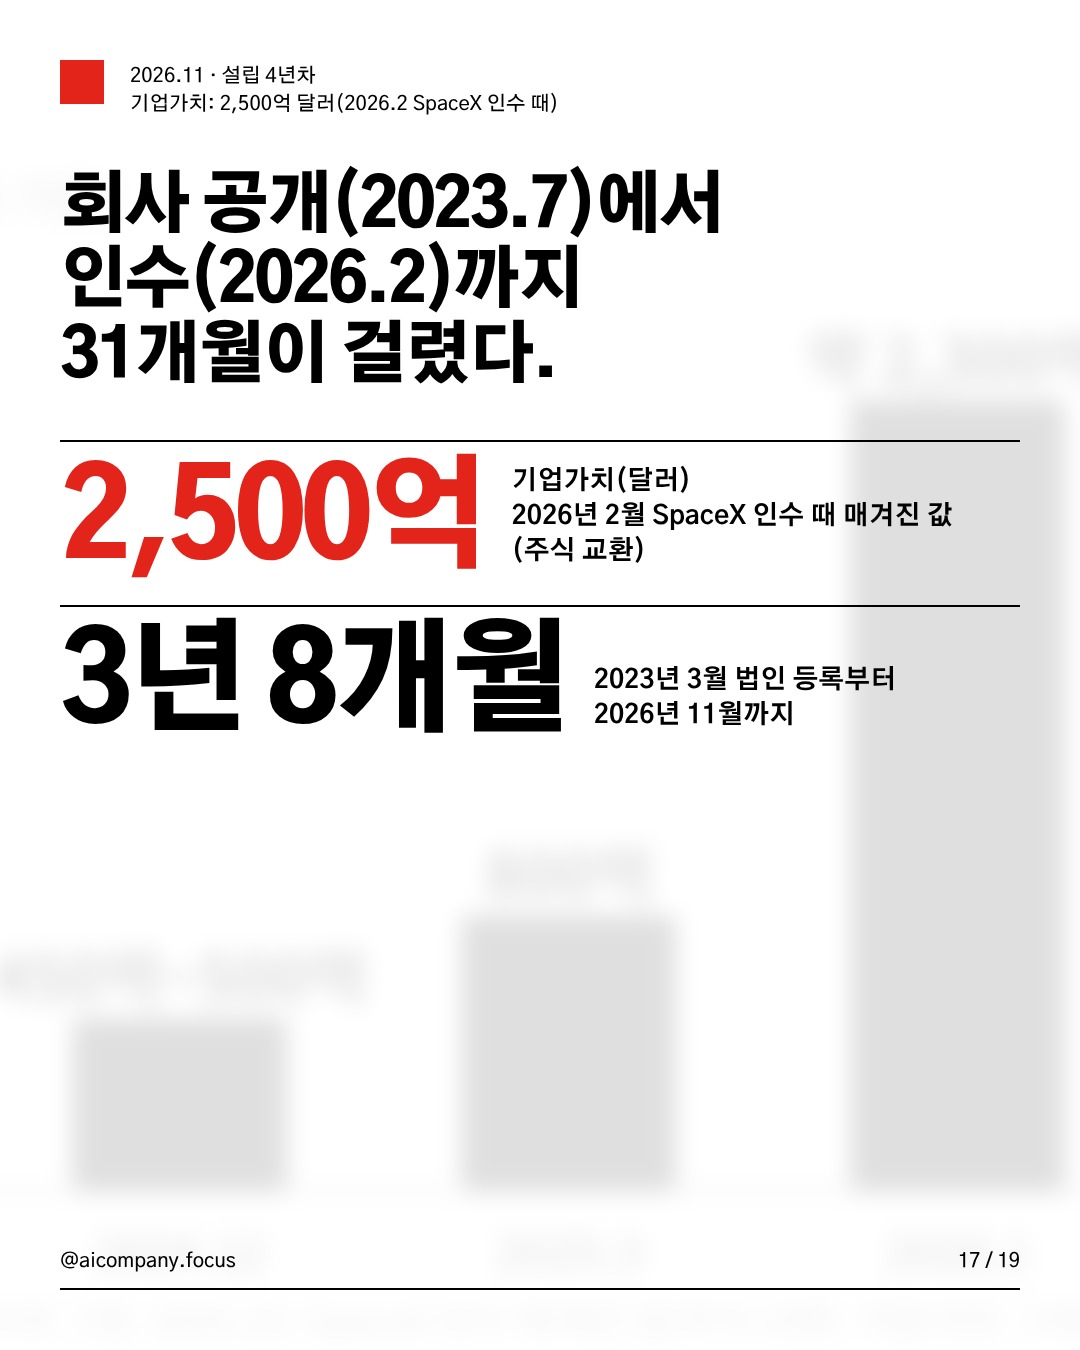 2026.11 · 설립 4년차
기업가치: 2,500억 달러(2026.2 SpaceX 인수 때)
회사 공개(2023.7)에서
인수(2026.2)까지
31개월이 걸렸다.
2,500억
기업가치(달러)
2026년 2월 SpaceX 인수 때 매겨진 값
(주식 교환)
3년 8개월
2023년 3월 법인 등록부터
2026년 11월까지
@aicompany.focus
17 / 19